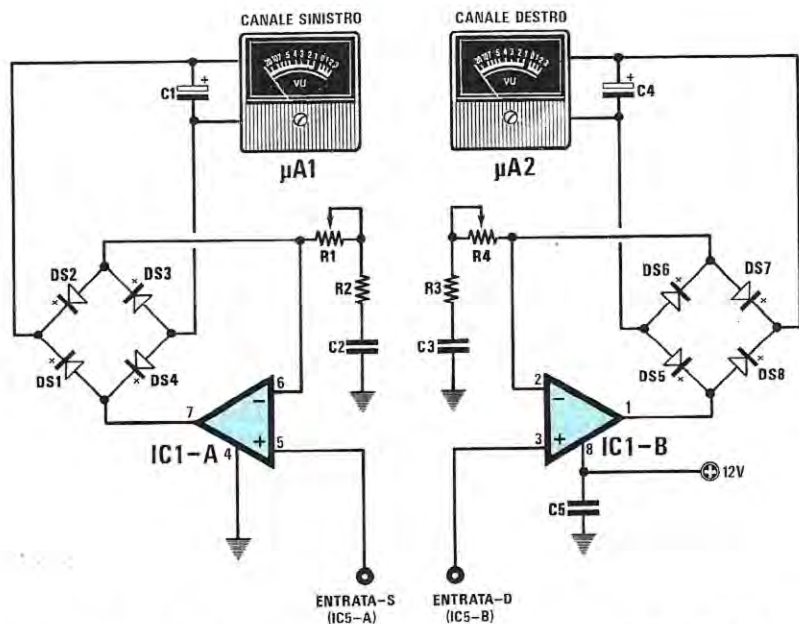 CANALE SINISTRO
CANALE DESTRO
C1
+
VU
VU
+
C4
µA1
µA2
R1
R4
DS2
DS3
R2
R3
DS6
DS7
C2
C3
DS1
DS4
DS5
DS8
6
–
7
+
5
4
IC1-A
2
–
1
3
+
8
IC1-B
12V
C5
ENTRATA-S
(IC5-A)
ENTRATA-D
(IC5-B)